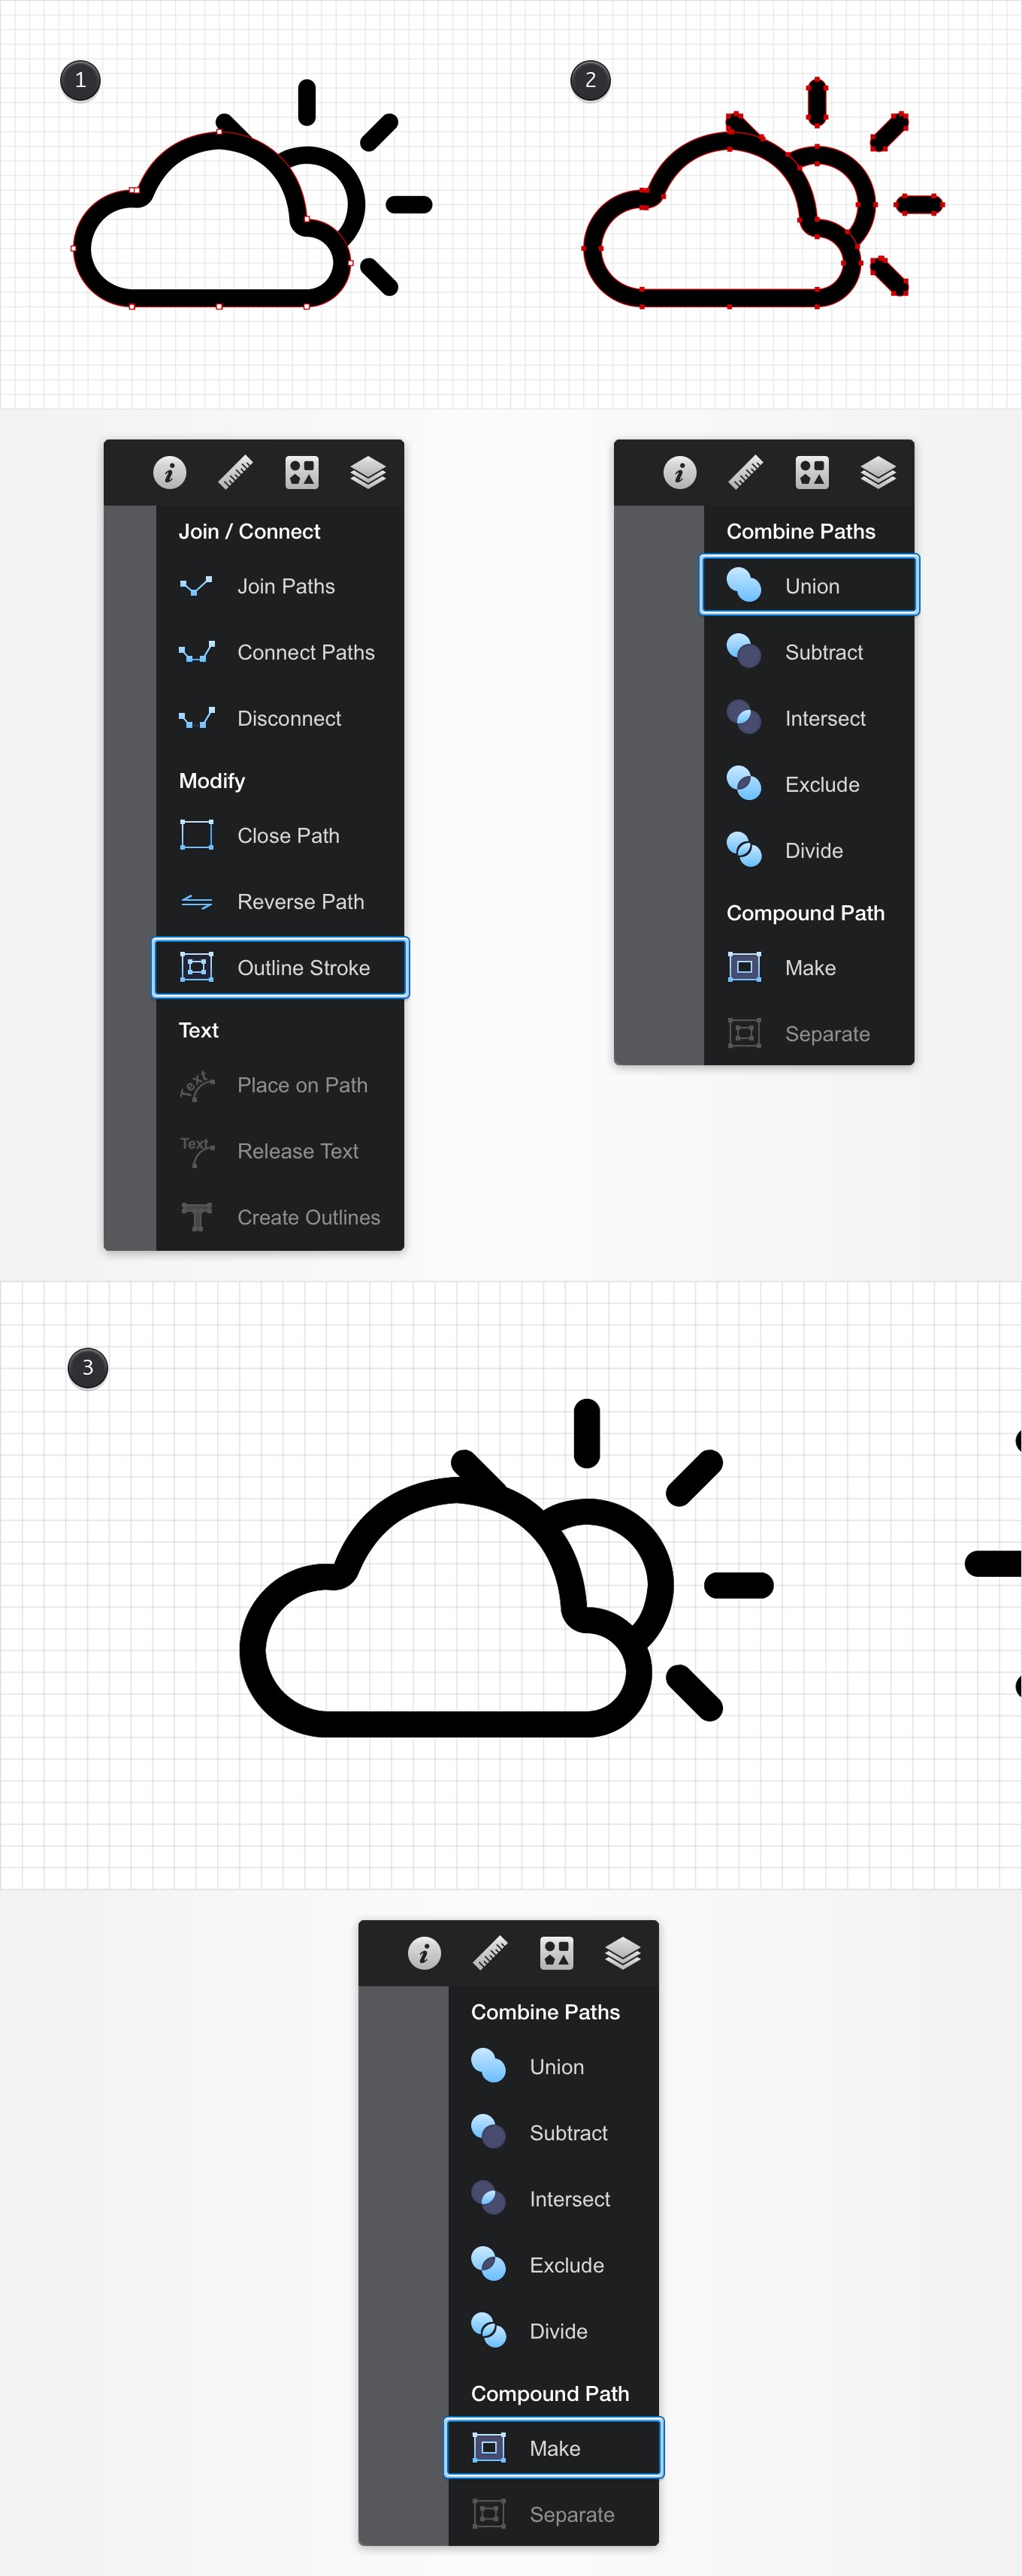 1
2
Join / Connect
Join Paths
Connect Paths
Disconnect
Modify
Close Path
Reverse Path
Outline Stroke
Text
Text
Place on Path
Text
Release Text
T
Create Outlines
Combine Paths
Union
Subtract
Intersect
Exclude
Divide
Compound Path
Make
Separate
3
Combine Paths
Union
Subtract
Intersect
Exclude
Divide
Compound Path
Make
Separate